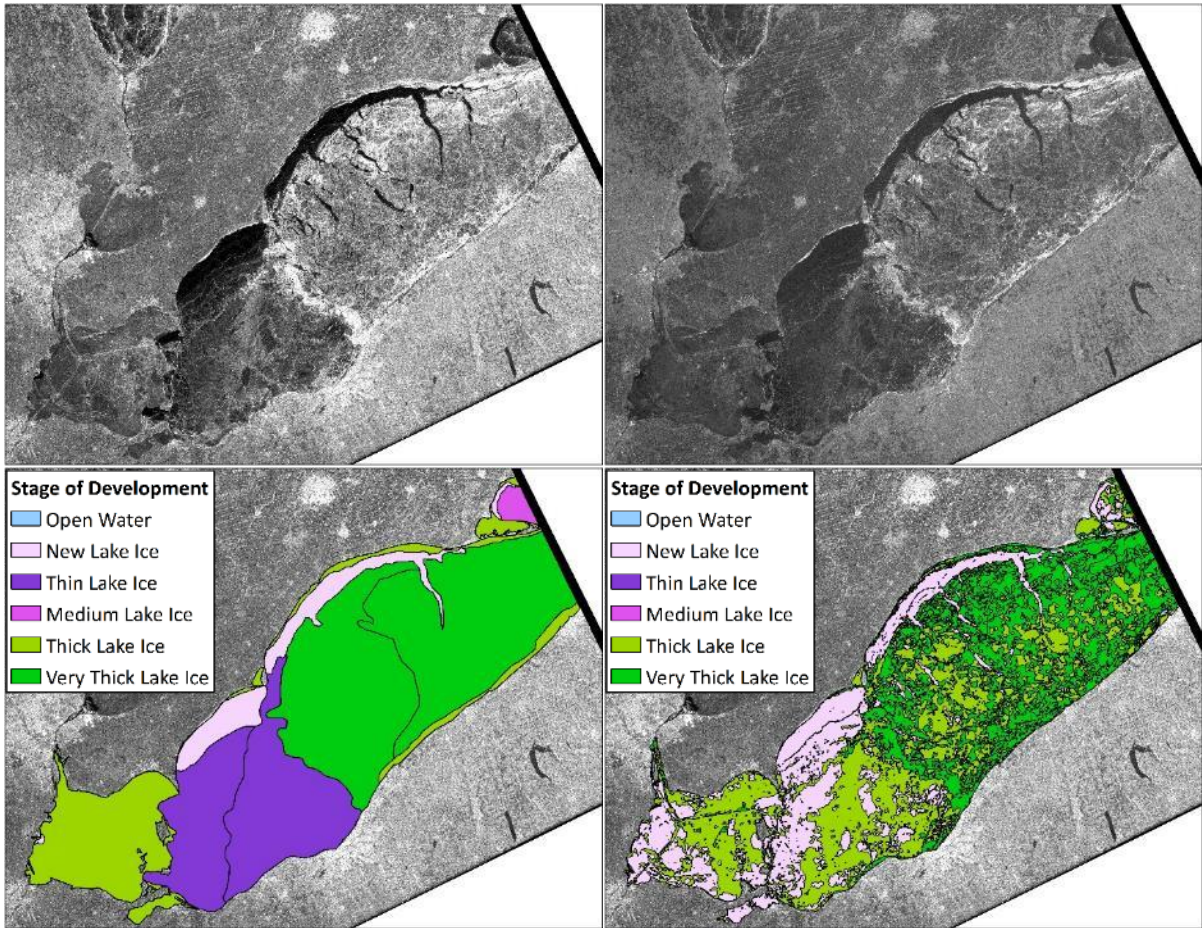 Stage of Development
Open Water
New Lake Ice
Thin Lake Ice
Medium Lake Ice
Thick Lake Ice
Very Thick Lake Ice
Stage of Development
Open Water
New Lake Ice
Thin Lake Ice
Medium Lake Ice
Thick Lake Ice
Very Thick Lake Ice